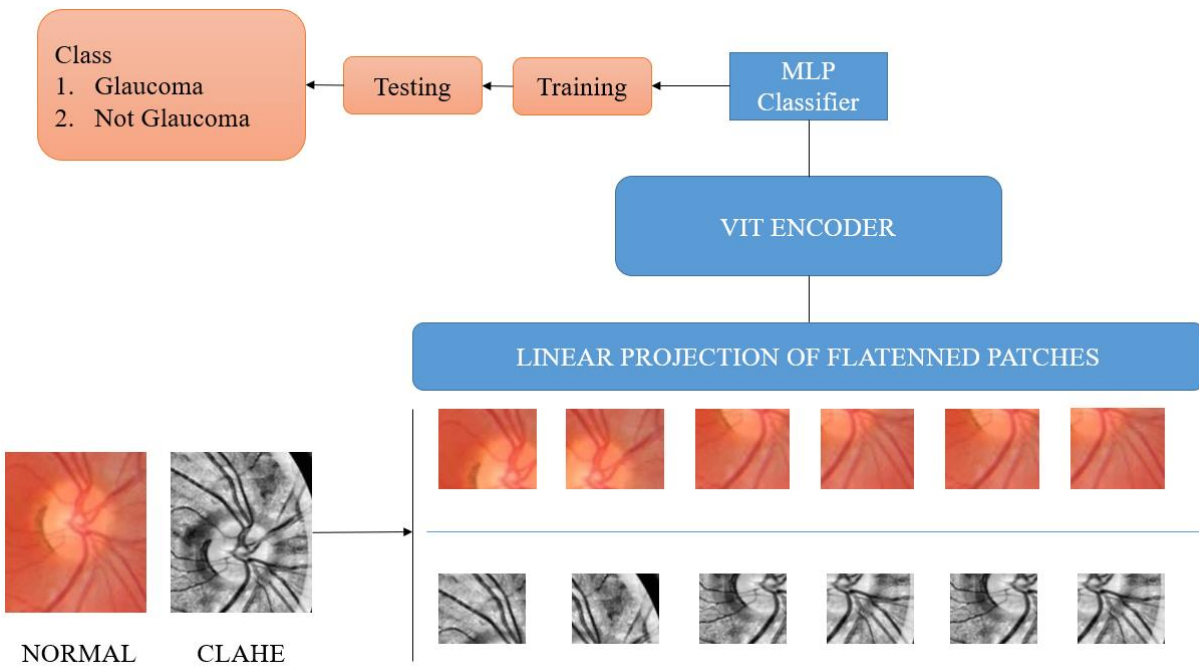 Class
1. Glaucoma
2. Not Glaucoma
Testing
Training
MLP
Classifier
VIT ENCODER
LINEAR PROJECTION OF FLATENNED PATCHES
NORMAL
CLAHE